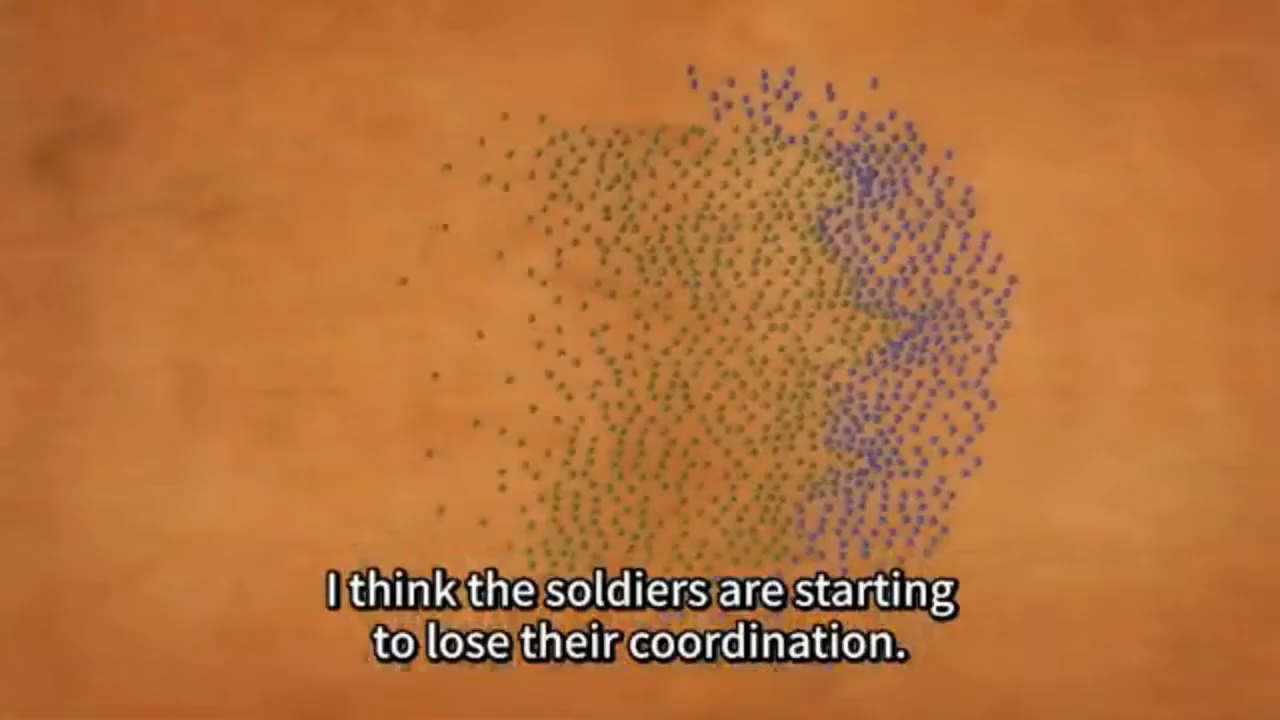 I think the soldiers are starting
to lose their coordination.